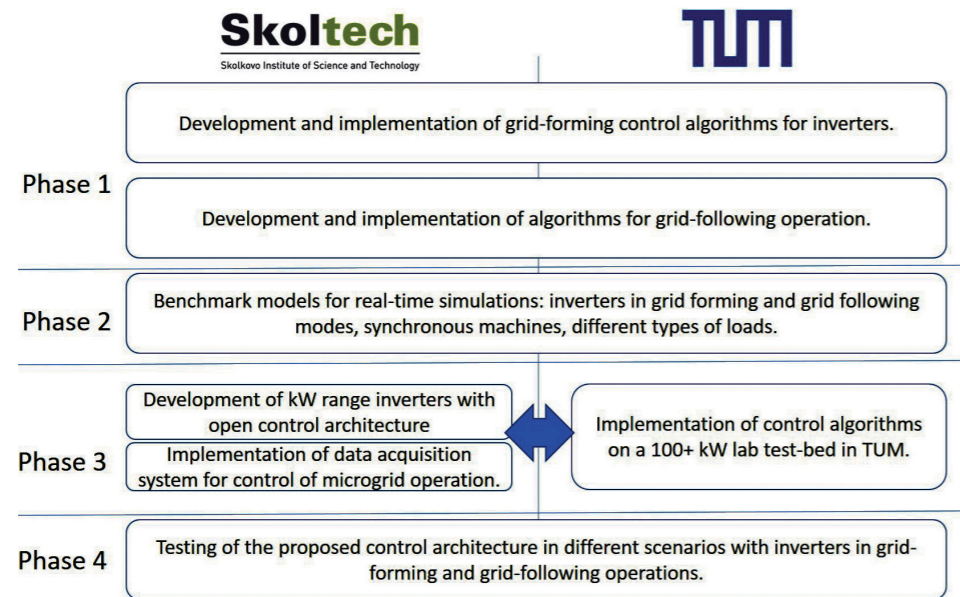 Skoltech
Skolkovo Institute of Science and Technology
TUM
Phase 1
Development and implementation of grid-forming control algorithms for inverters.
Development and implementation of algorithms for grid-following operation.
Phase 2
Benchmark models for real-time simulations: inverters in grid forming and grid following
modes, synchronous machines, different types of loads.
Phase 3
Development of kW range inverters with
open control architecture
Implementation of data acquisition
system for control of microgrid operation.
Implementation of control algorithms
on a 100+ kW lab test-bed in TUM.
Phase 4
Testing of the proposed control architecture in different scenarios with inverters in grid-
forming and grid-following operations.